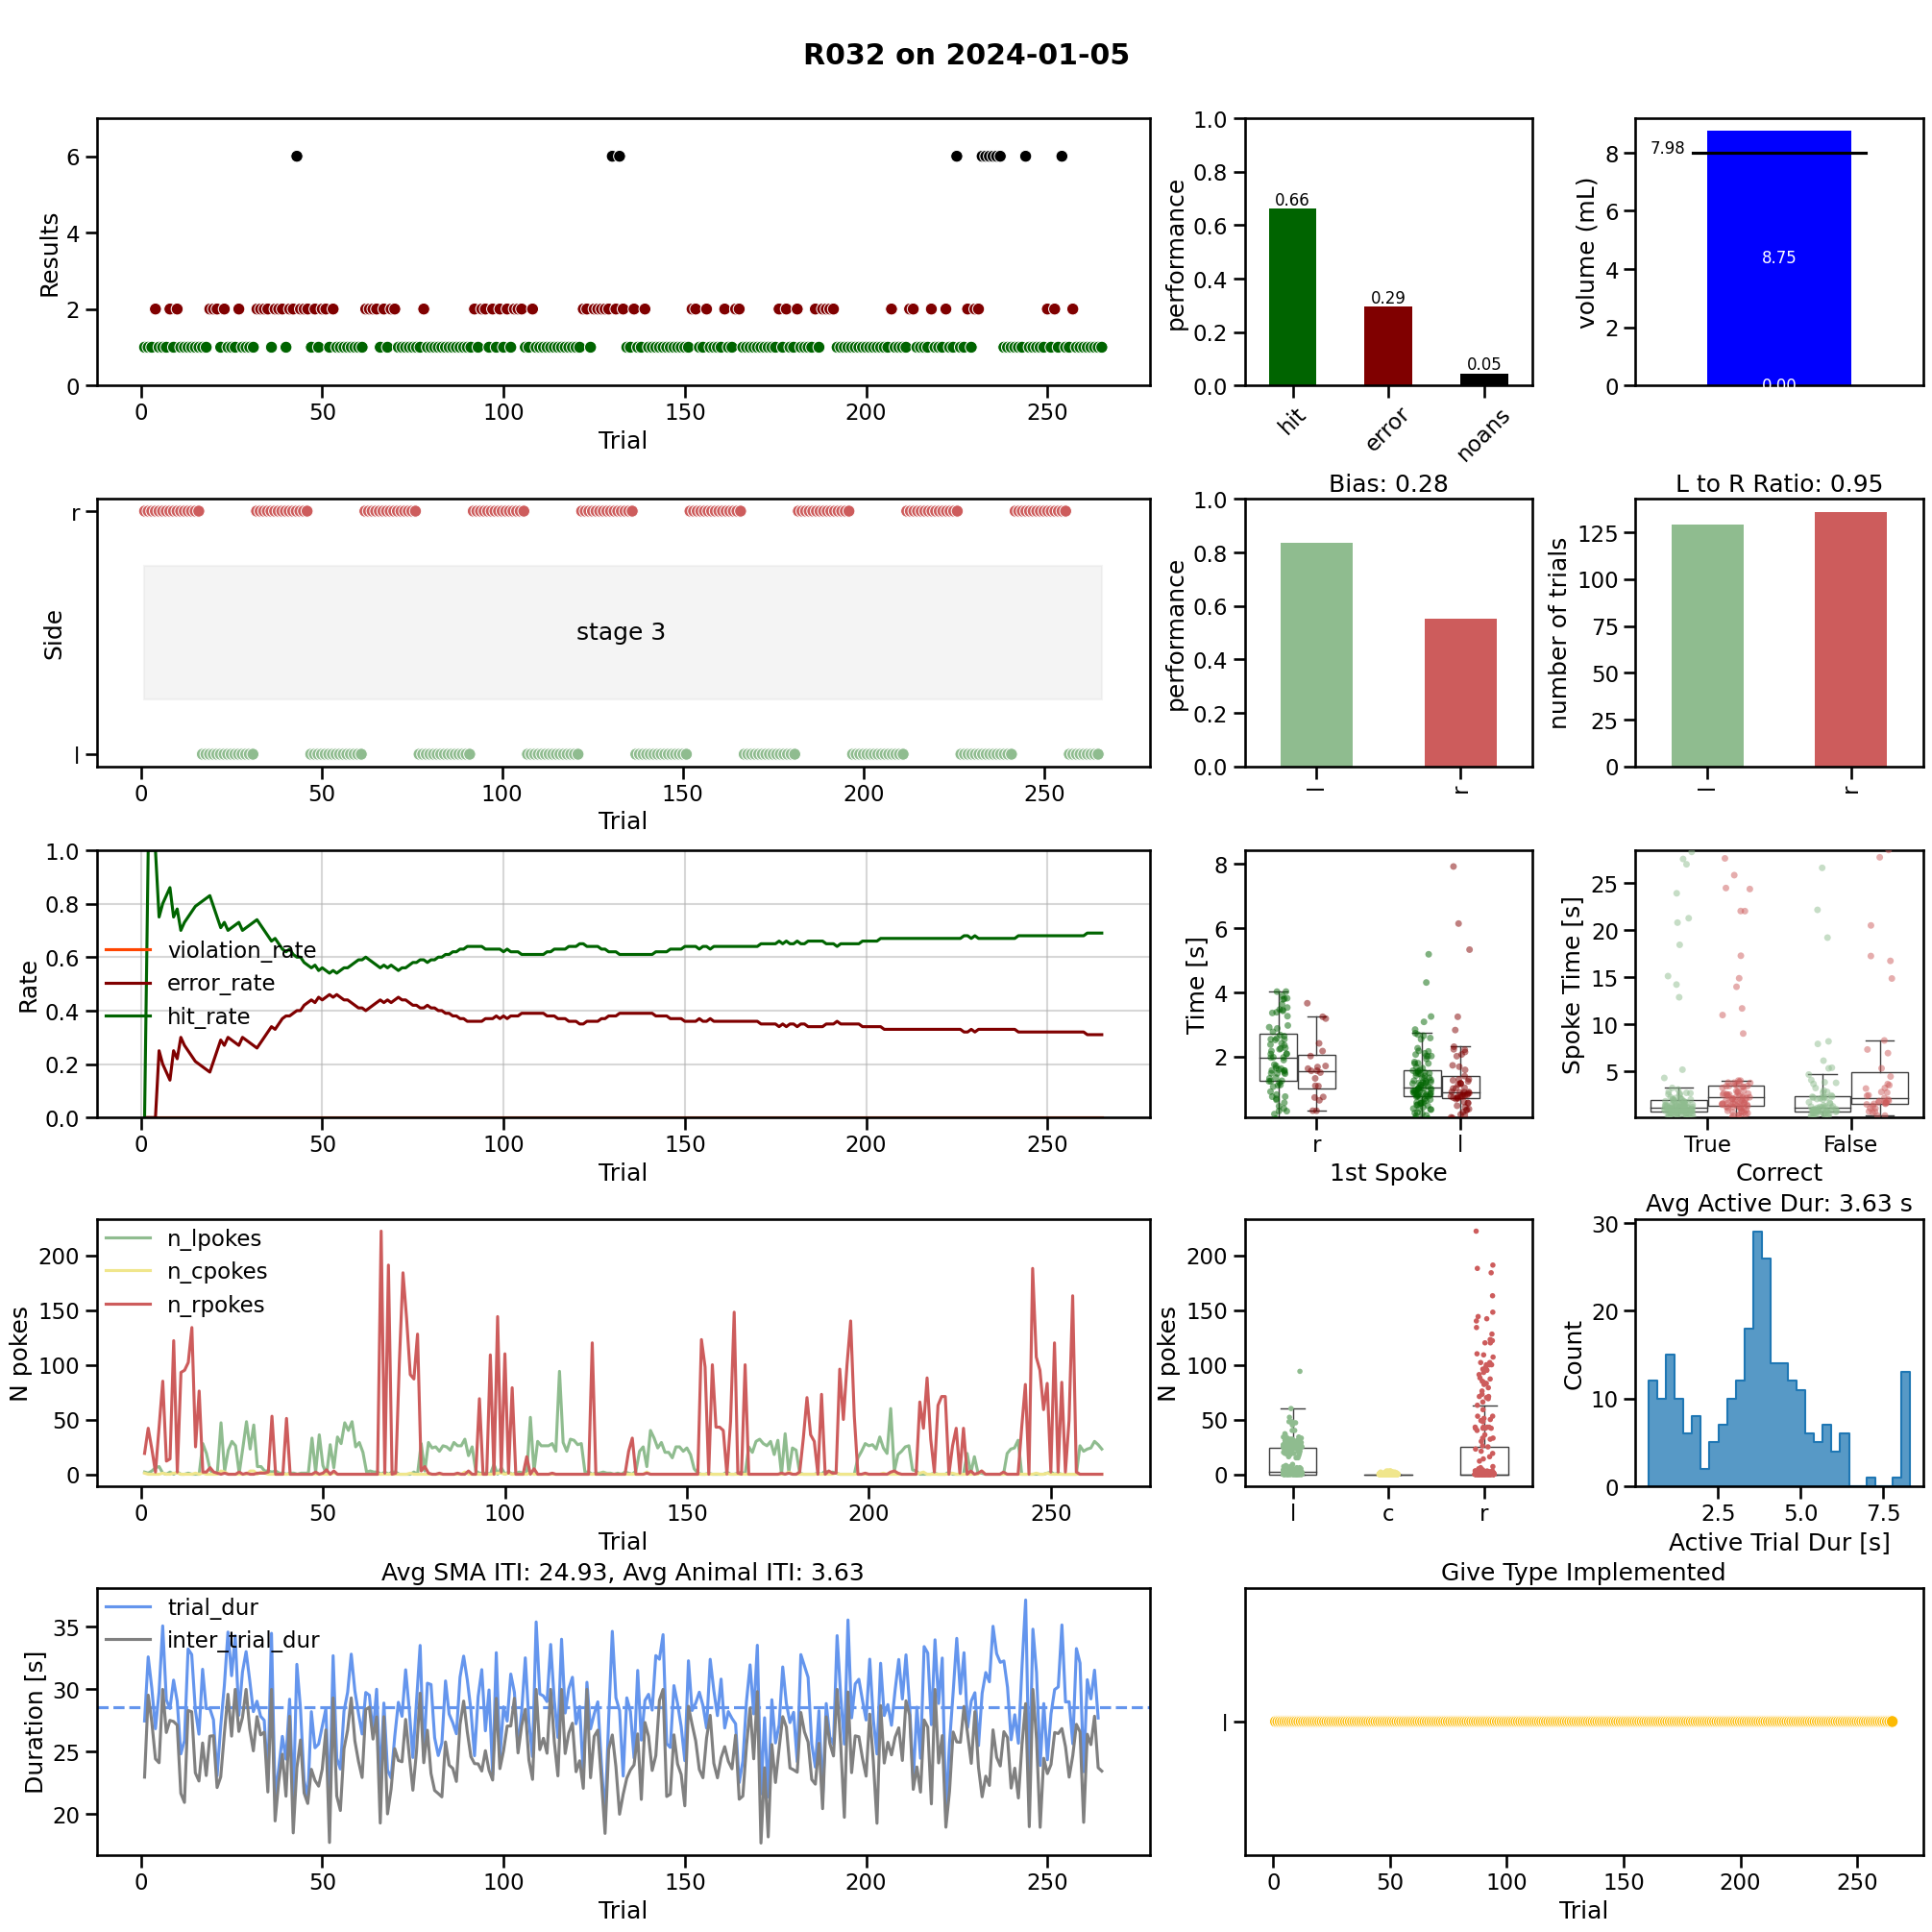 R032 on 2024-01-05
Results
6
4
2
0
0 50 100 150 200 250
Trial
performance
1.0
0.8
0.6
0.4
0.2
0.0
0.66
0.29
0.05
hit error noans
volume (mL)
8
6
4
2
0
7.98
8.75
0.00
Side
r
l
stage 3
0 50 100 150 200 250
Trial
Bias: 0.28
performance
1.0
0.8
0.6
0.4
0.2
0.0
l r
L to R Ratio: 0.95
number of trials
125
100
75
50
25
0
l r
Rate
1.0
0.8
0.6
0.4
0.2
0.0
violation_rate
error_rate
hit_rate
0 50 100 150 200 250
Trial
Time [s]
8
6
4
2
r l
1st Spoke
Spoke Time [s]
25
20
15
10
5
True False
Correct
N pokes
200
150
100
50
0
n_lpokes
n_cpokes
n_rpokes
0 50 100 150 200 250
Trial
N pokes
200
150
100
50
0
l c r
Avg Active Dur: 3.63 s
Count
30
20
10
0
2.5 5.0 7.5
Active Trial Dur [s]
Avg SMA ITI: 24.93, Avg Animal ITI: 3.63
Duration [s]
35
30
25
20
trial_dur
inter_trial_dur
0 50 100 150 200 250
Trial
Give Type Implemented
l
0 50 100 150 200 250
Trial